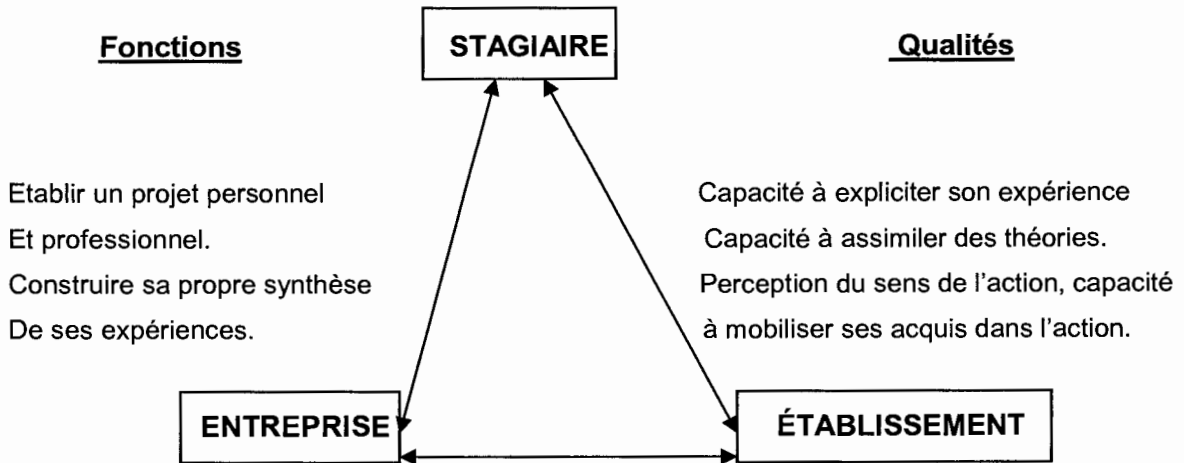 Fonctions
STAGIAIRE
Qualités
Etablir un projet personnel
Et professionnel.
Construire sa propre synthèse
De ses expériences.
Capacité à expliciter son expérience
Capacité à assimiler des théories.
Perception du sens de l'action, capacité
à mobiliser ses acquis dans l'action.
ENTREPRISE
ÉTABLISSEMENT